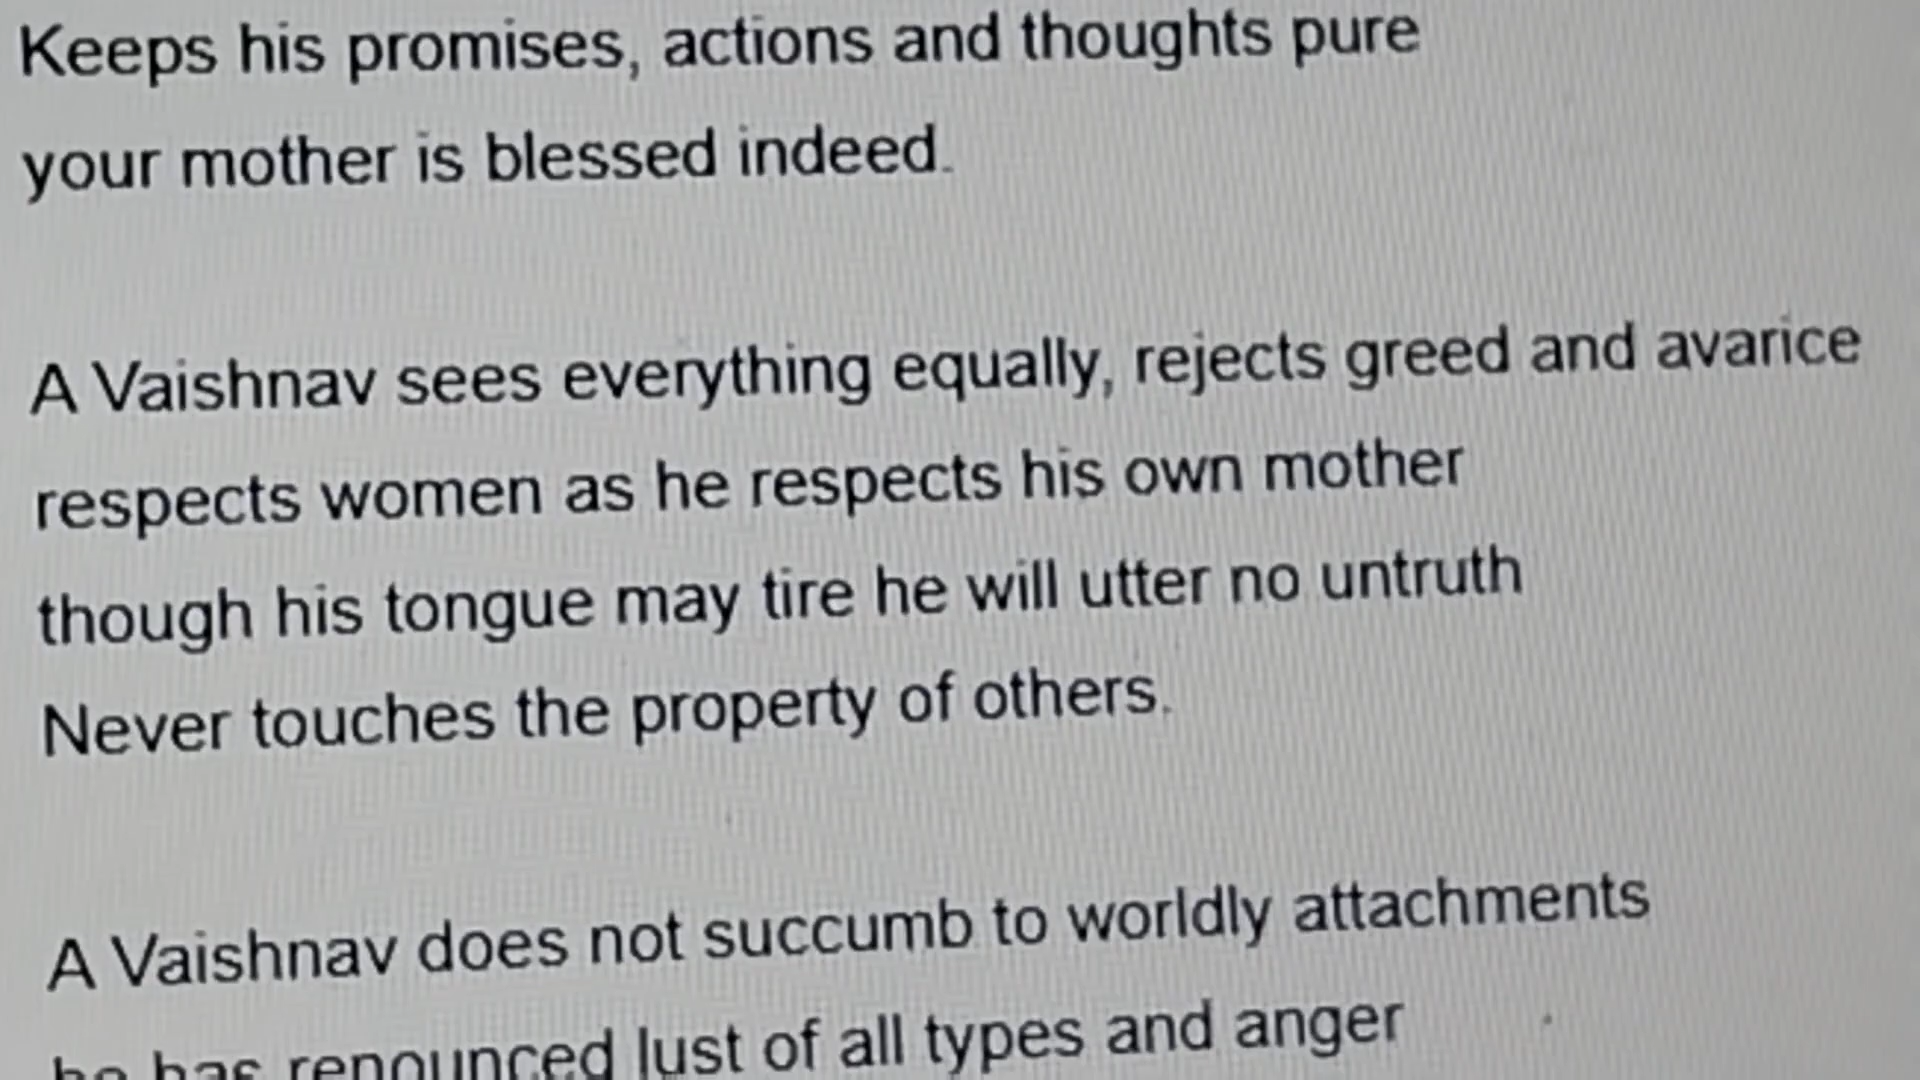 Keeps his promises, actions and thoughts pure
your mother is blessed indeed.
A Vaishnav sees everything equally, rejects greed and avarice
respects women as he respects his own mother
though his tongue may tire he will utter no untruth
Never touches the property of others.
A Vaishnav does not succumb to worldly attachments
he has renounced lust of all types and anger